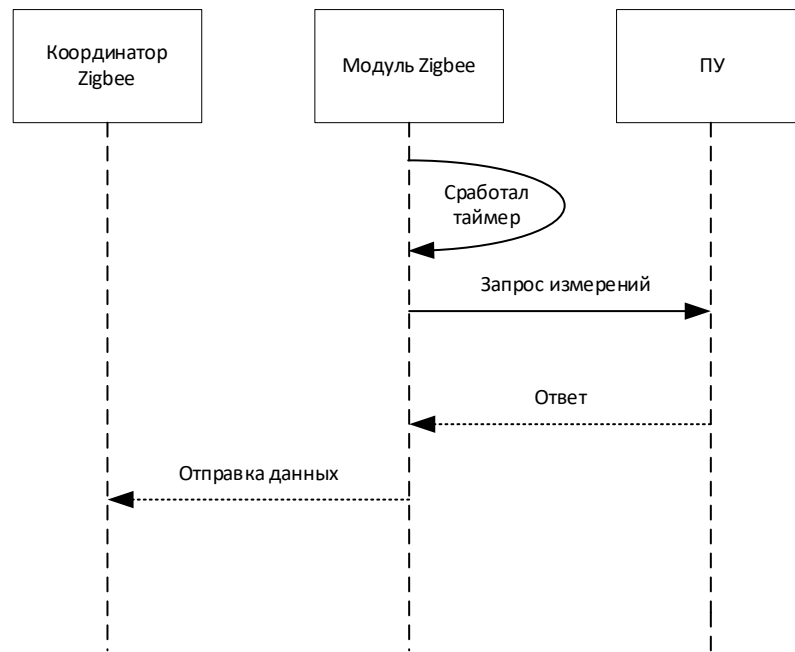 Координатор
Zigbee
Модуль Zigbee
ПУ
Сработал
таймер
Запрос измерений
Ответ
Отправка данных